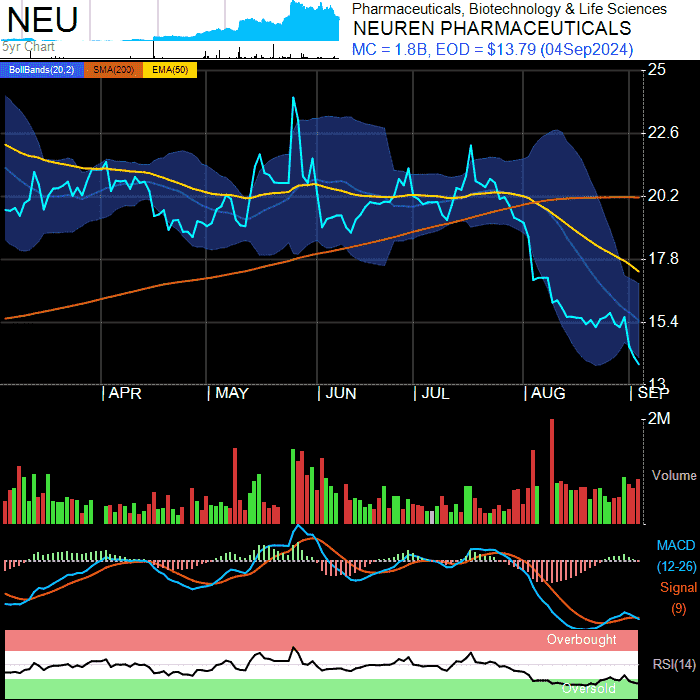 NEU
5yr Chart
Pharmaceuticals, Biotechnology & Life Sciences
NEUREN PHARMACEUTICALS
MC = 1.8B, EOD = $13.79 (04Sep2024)
BollBands(20,2) SMA(200) EMA(50)
25
22.6
20.2
17.8
15.4
13
APR MAY JUN JUL AUG SEP
2M
Volume
MACD
(12-26)
Signal
(9)
Overbought
RSI(14)
Oversold